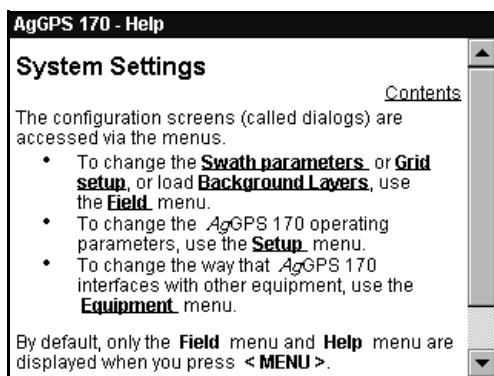 AgGPS 170 - Help
System Settings
Contents
The configuration screens (called dialogs) are
accessed via the menus.
• To change the Swath parameters or Grid
setup, or load Background Layers, use
the Field menu.
• To change the AgGPS 170 operating
parameters, use the Setup menu.
• To change the way that AgGPS 170
interfaces with other equipment, use the
Equipment menu.
By default, only the Field menu and Help menu are
displayed when you press < MENU >.